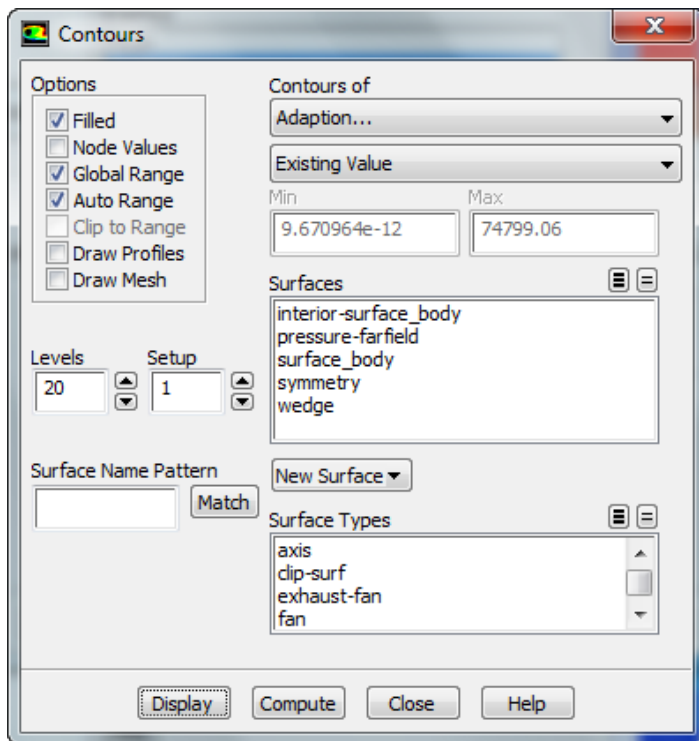 Contours
Options
Filled
Node Values
Global Range
Auto Range
Clip to Range
Draw Profiles
Draw Mesh
Levels
Setup
20
1
Surface Name Pattern
Match
Contours of
Adaption...
Existing Value
Min
Max
9.670964e-12
74799.06
Surfaces
interior-surface_body
pressure-farfield
surface_body
symmetry
wedge
New Surface
Surface Types
axis
clip-surf
exhaust-fan
fan
Display
Compute
Close
Help